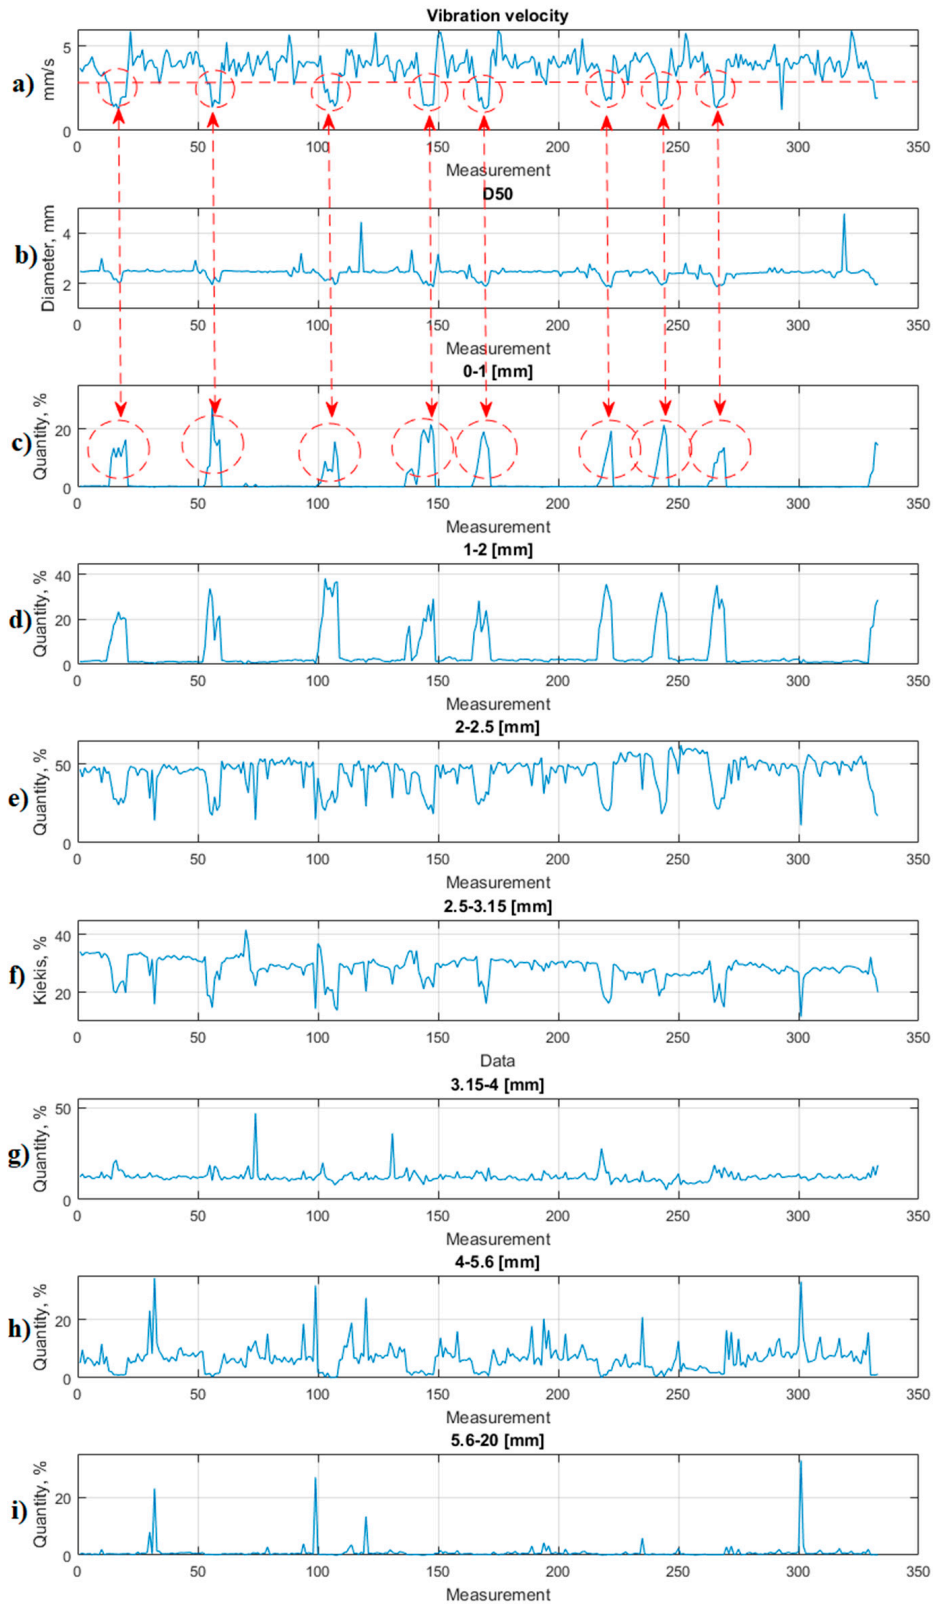 Vibration velocity
a)
mm/s
5
0
0 50 100 150 200 250 300 350
Measurement
D50
b)
Diameter, mm
4
2
0 50 100 150 200 250 300 350
Measurement
0-1 [mm]
c)
Quantity, %
20
0
0 50 100 150 200 250 300 350
Measurement
1-2 [mm]
d)
Quantity, %
40
20
0
0 50 100 150 200 250 300 350
Measurement
2-2.5 [mm]
e)
Quantity, %
50
0
0 50 100 150 200 250 300 350
Measurement
2.5-3.15 [mm]
f)
Kiekis, %
40
20
0 50 100 150 200 250 300 350
Data
3.15-4 [mm]
g)
Quantity, %
50
0
0 50 100 150 200 250 300 350
Measurement
4-5.6 [mm]
h)
Quantity, %
20
0
0 50 100 150 200 250 300 350
Measurement
5.6-20 [mm]
i)
Quantity, %
20
0
0 50 100 150 200 250 300 350
Measurement